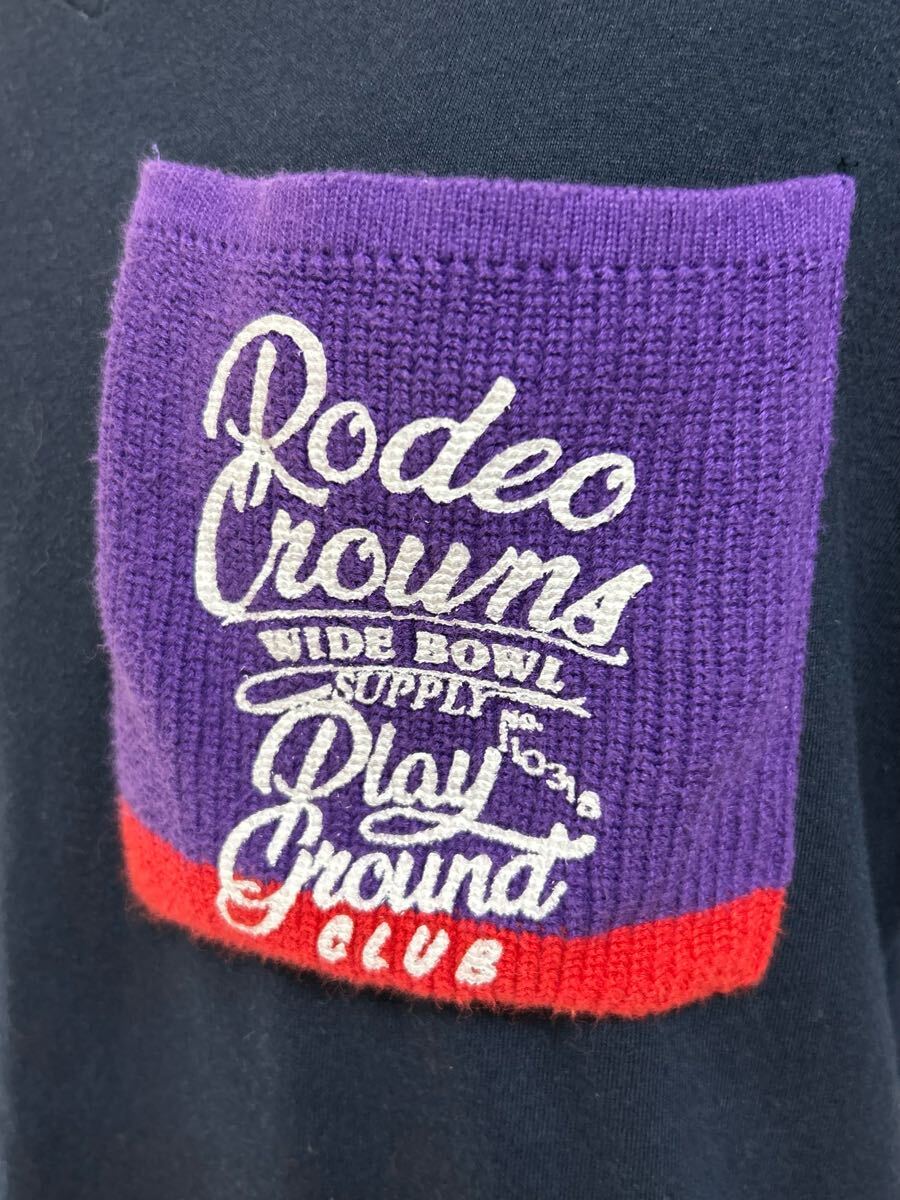 Rodeo
Crowns
WIDE BOWL
SUPPLY
no.
Play
Ground
CLUB